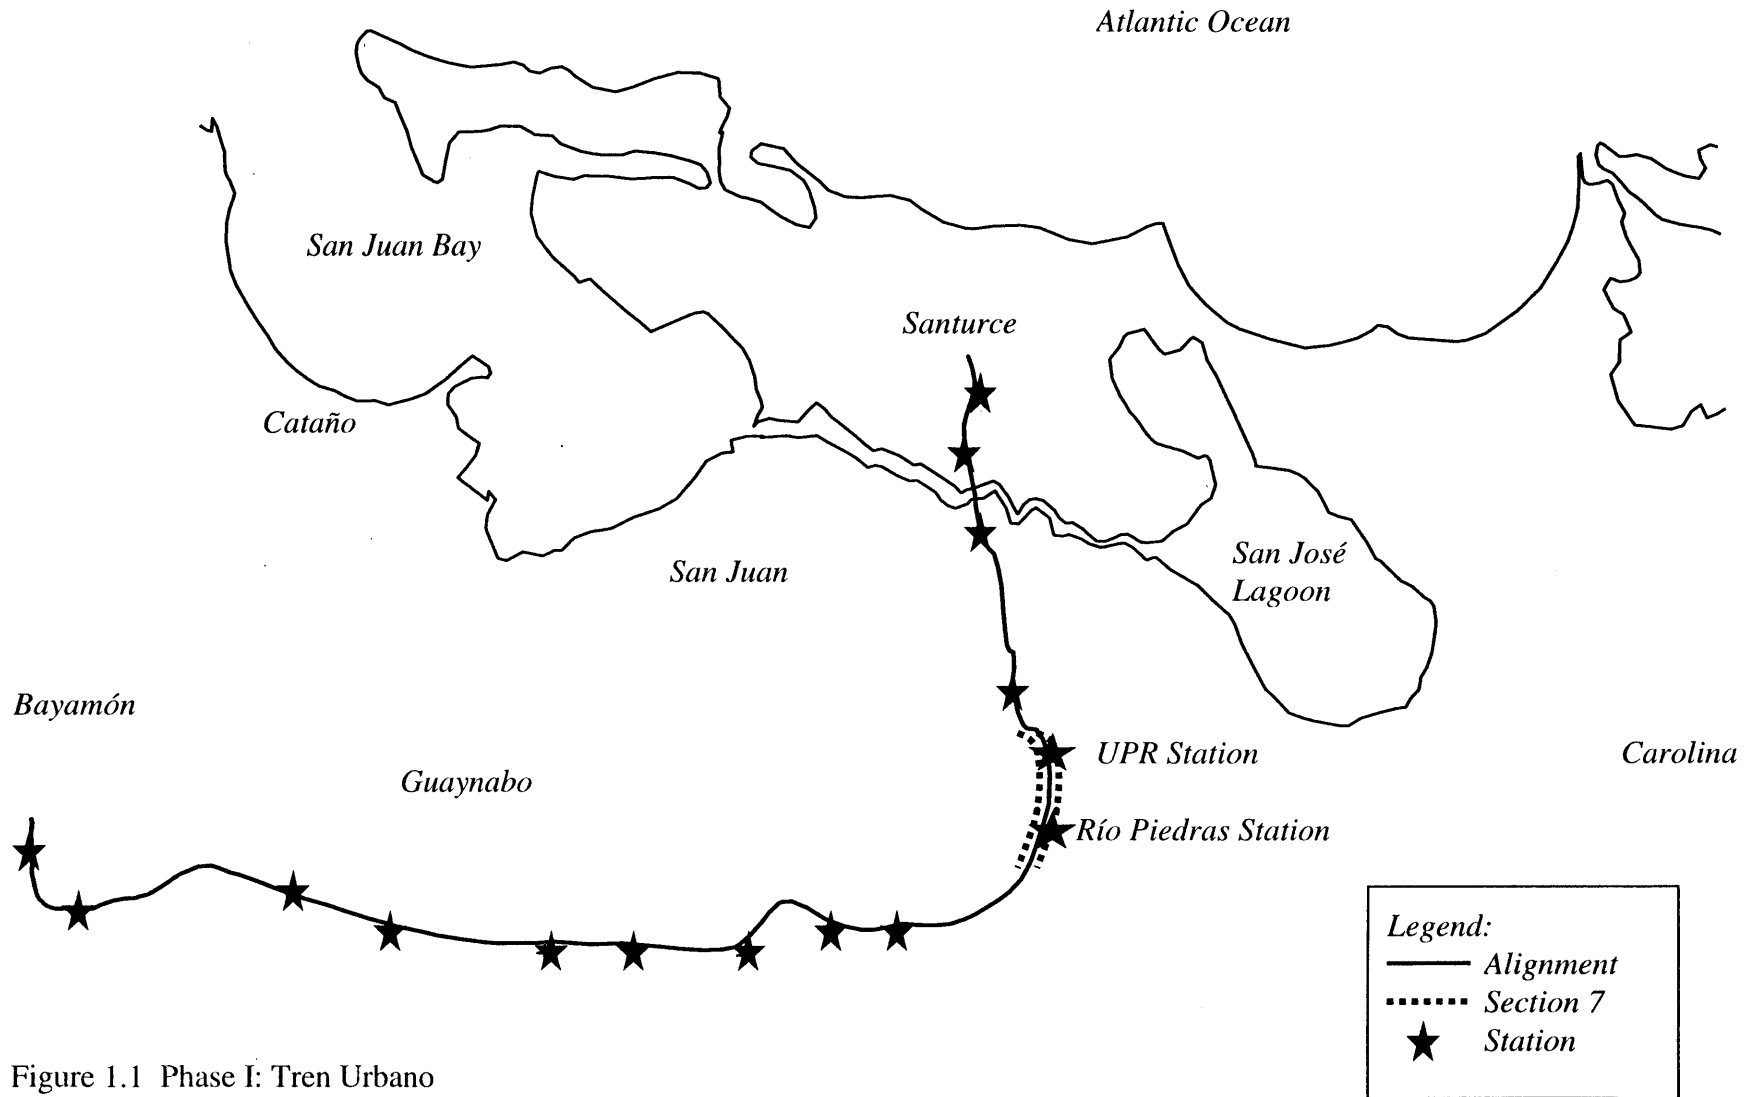 Atlantic Ocean
San Juan Bay
Santurce
Cataño
San Juan
San José
Lagoon
Bayamón
UPR Station
Carolina
Guaynabo
Río Piedras Station
Legend:
Alignment
Section 7
Station
Figure 1.1 Phase I: Tren Urbano